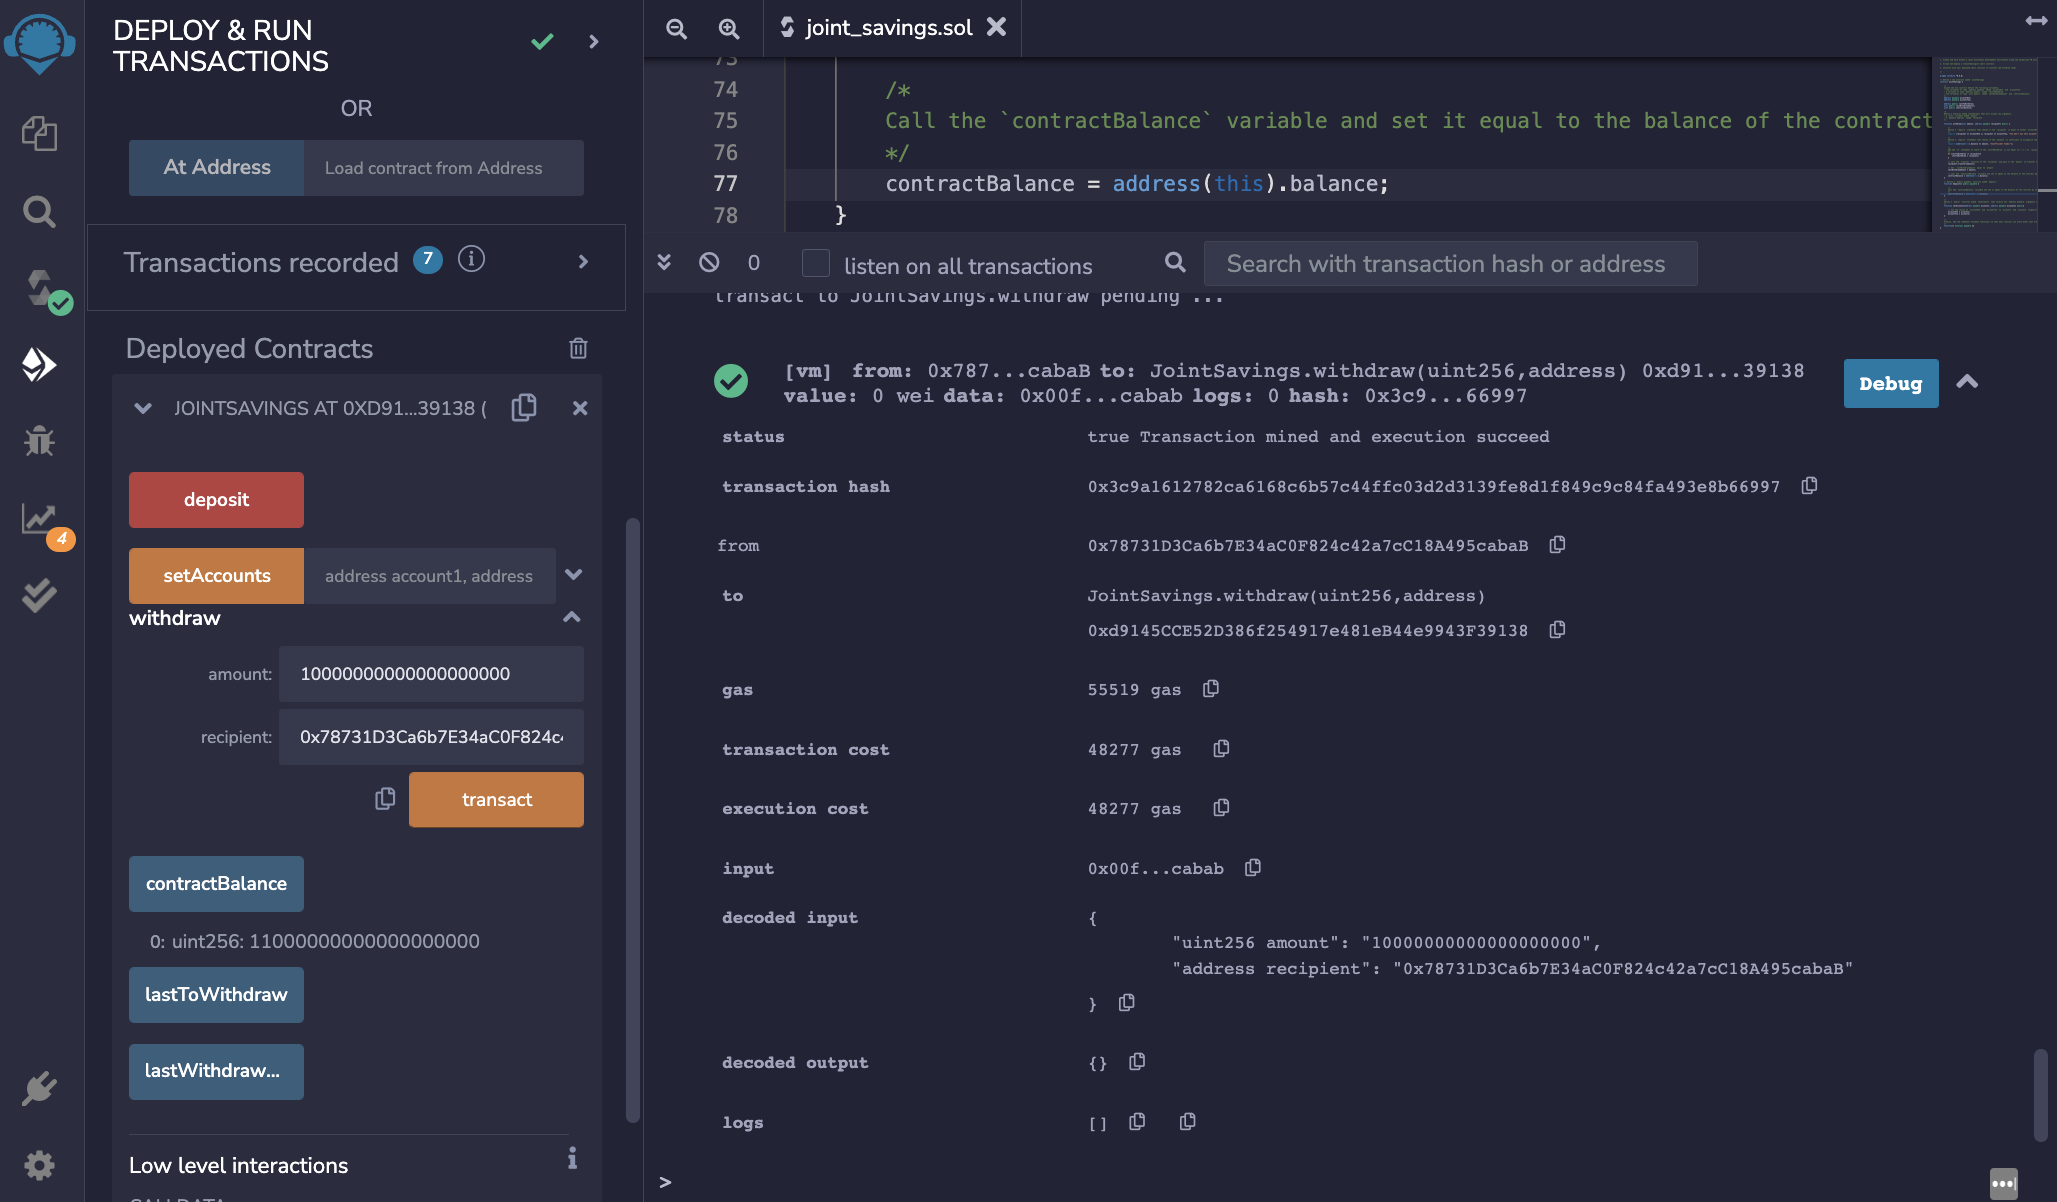 DEPLOY & RUN
TRANSACTIONS
OR
At Address
Load contract from Address
Transactions recorded 7
Deployed Contracts
JOINTSAVINGS AT 0XD91...39138 (
deposit
setAccounts
address account1, address
withdraw
amount:
10000000000000000000
recipient:
0x78731D3Ca6b7E34aC0F824c4
transact
contractBalance
0: uint256: 11000000000000000000
lastToWithdraw
lastWithdraw...
Low level interactions
CALLDATA
4
joint_savings.sol
73
74 /*
75 Call the `contractBalance` variable and set it equal to the balance of the contract
76 */
77 contractBalance = address(this).balance;
78 }
0
listen on all transactions
Search with transaction hash or address
transact to JointSavings.withdraw pending ...
[vm] from: 0x787...cabaB to: JointSavings.withdraw(uint256,address) 0xd91...39138
value: 0 wei data: 0x00f...cabab logs: 0 hash: 0x3c9...66997
Debug
status true Transaction mined and execution succeed
transaction hash 0x3c9a1612782ca6168c6b57c44ffc03d2d3139fe8d1f849c9c84fa493e8b66997
from 0x78731D3Ca6b7E34aC0F824c42a7cC18A495cabaB
to JointSavings.withdraw(uint256,address)
0xd9145CCE52D386f254917e481eB44e9943F39138
gas 55519 gas
transaction cost 48277 gas
execution cost 48277 gas
input 0x00f...cabab
decoded input {
"uint256 amount": "10000000000000000000",
"address recipient": "0x78731D3Ca6b7E34aC0F824c42a7cC18A495cabaB"
}
decoded output {}
logs []
>